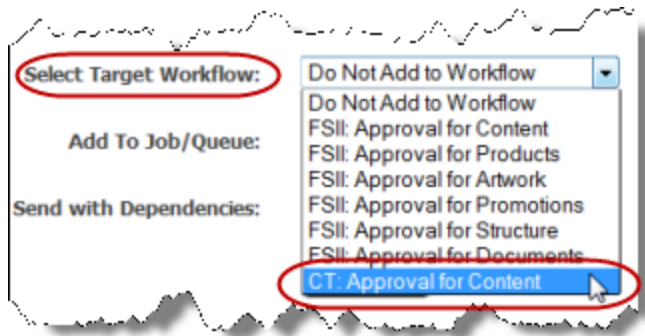 Select Target Workflow: Do Not Add to Workflow
Do Not Add to Workflow
FSII: Approval for Content
Add To Job/Queue: FSII: Approval for Products
FSII: Approval for Artwork
Send with Dependencies: FSII: Approval for Promotions
FSII: Approval for Structure
FSII: Approval for Documents
CT: Approval for Content